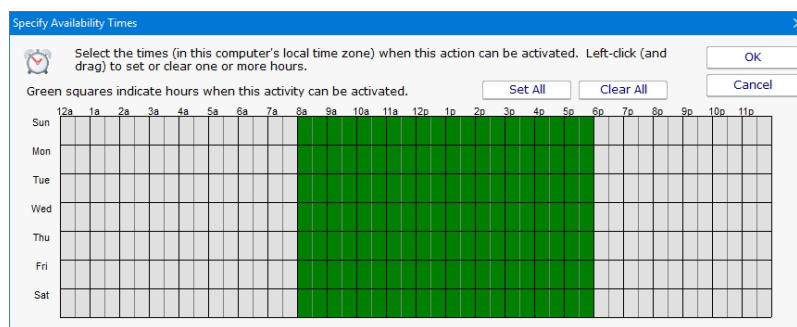 Specify Availability Times
Select the times (in this computer's local time zone) when this action can be activated. Left-click (and
drag) to set or clear one or more hours.
OK
Green squares indicate hours when this activity can be activated.
Set All
Clear All
Cancel
12a 1a 2a 3a 4a 5a 6a 7a 8a 9a 10a 11a 12p 1p 2p 3p 4p 5p 6p 7p 8p 9p 10p 11p
Sun
Mon
Tue
Wed
Thu
Fri
Sat